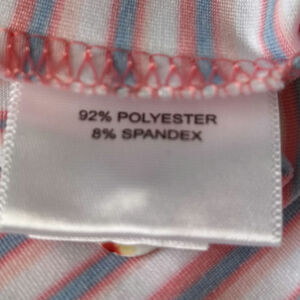 92% POLYESTER
8% SPANDEX